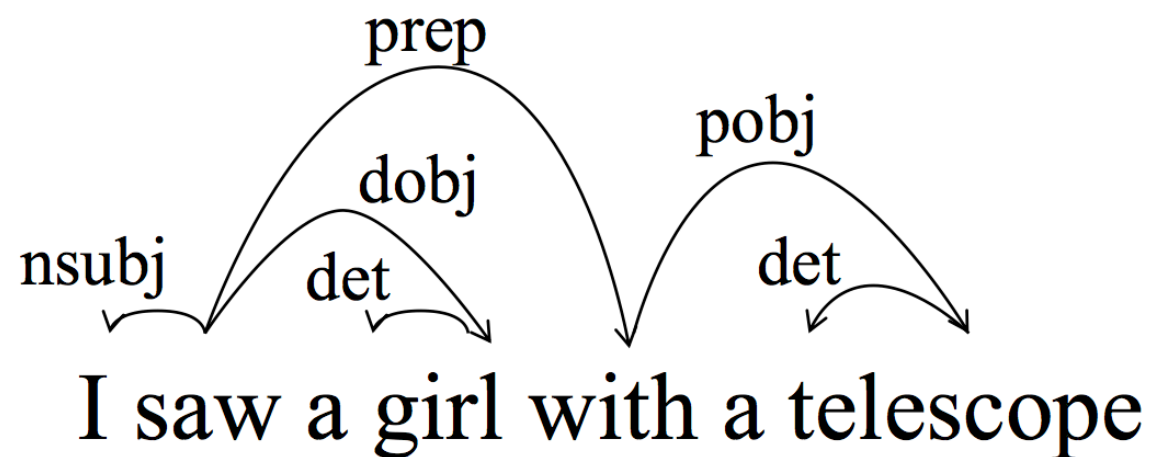 prep
pobj
dobj
nsubj
det
det
I saw a girl with a telescope